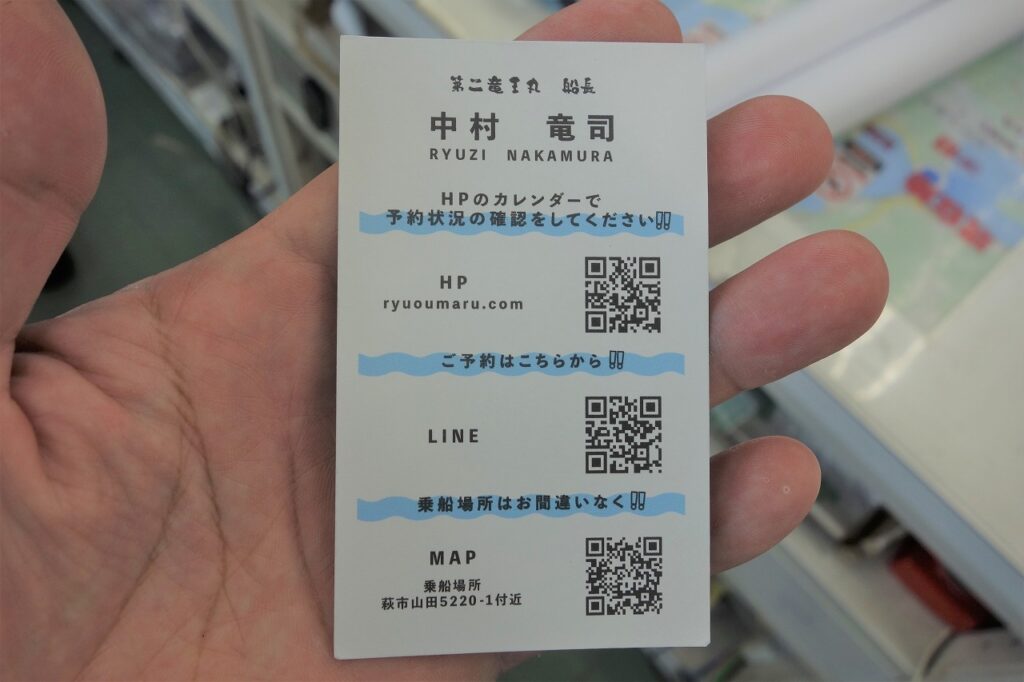 第二竜王丸 船長
中村 竜司
RYUZI NAKAMURA
HPのカレンダーで
予約状況の確認をしてください!!
HP
ryuoumaru.com
ご予約はこちらから!!
LINE
乗船場所はお間違いなく!!
MAP
乗船場所
萩市山田5220-1付近